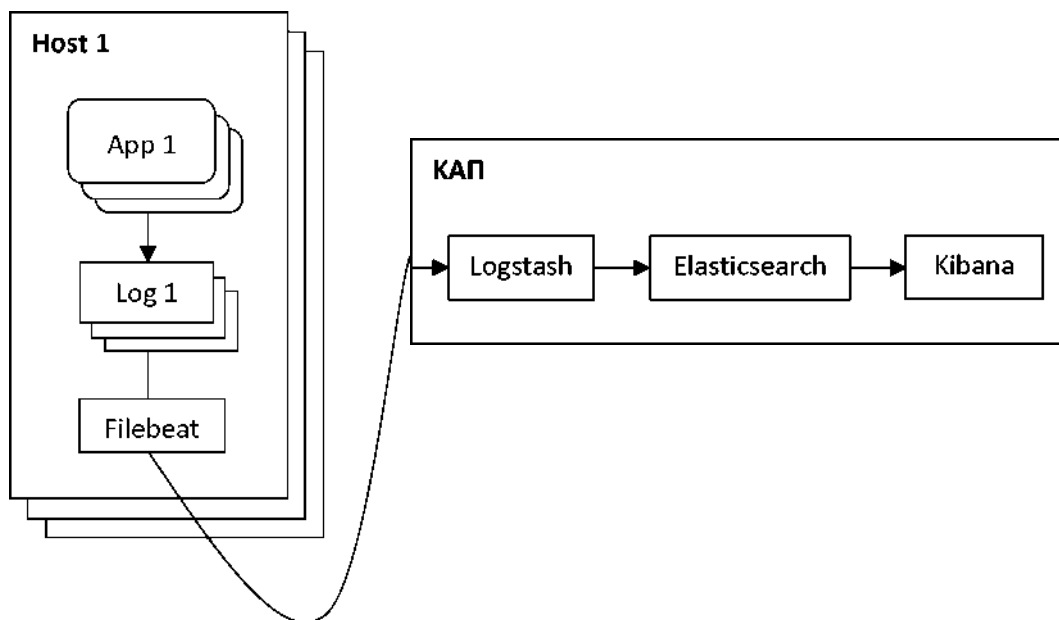 Host 1
App 1
Log 1
Filebeat
КАП
Logstash
Elasticsearch
Kibana